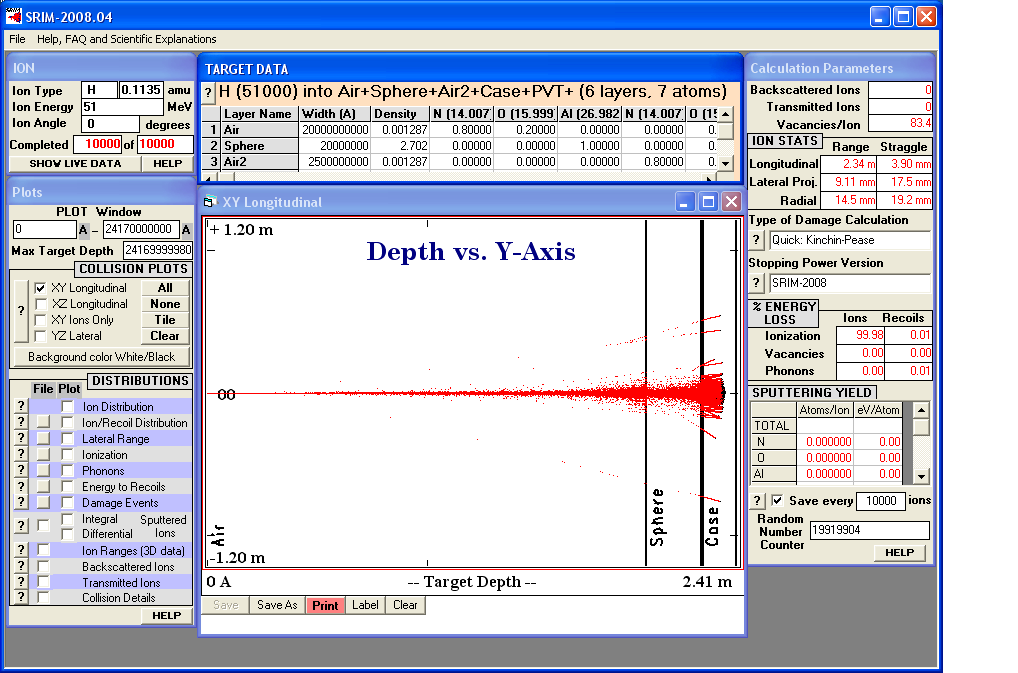 SRIM-2008.04
File Help, FAQ and Scientific Explanations
ION
Ion Type H 0.1135 amu
Ion Energy 51 MeV
Ion Angle 0 degrees
Completed 10000 of 10000
SHOW LIVE DATA HELP
Plots
PLOT Window
0 A - 24170000000 A
Max Target Depth 24169999980
COLLISION PLOTS
? XY Longitudinal All
XZ Longitudinal None
XY Ions Only Tile
YZ Lateral Clear
Background color White/Black
DISTRIBUTIONS
File Plot
? Ion Distribution
? Ion/Recoil Distribution
? Lateral Range
? Ionization
? Phonons
? Energy to Recoils
? Damage Events
? Integral Sputtered
Differential Ions
? Ion Ranges (3D data)
? Backscattered Ions
? Transmitted Ions
? Collision Details
HELP
TARGET DATA
? H (51000) into Air+Sphere+Air2+Case+PVT+ (6 layers, 7 atoms)
Layer Name Width (A) Density N (14.007) O (15.999 Al (26.982 N (14.007) O (15
1 Air 20000000000 0.001287 0.80000 0.20000 0.00000 0.00000 0.
2 Sphere 20000000 2.702 0.00000 0.00000 1.00000 0.00000 0.
3 Air2 2500000000 0.001287 0.00000 0.00000 0.00000 0.80000 0.
XY Longitudinal
+ 1.20 m
Depth vs. Y-Axis
00
Air
Sphere
Case
-1.20 m
0 A -- Target Depth -- 2.41 m
Save Save As Print Label Clear
Calculation Parameters
Backscattered Ions 0
Transmitted Ions 0
Vacancies/Ion 83.4
ION STATS Range Straggle
Longitudinal 2.34 m 3.90 mm
Lateral Proj. 9.11 mm 17.5 mm
Radial 14.5 mm 19.2 mm
Type of Damage Calculation
? Quick: Kinchin-Pease
Stopping Power Version
? SRIM-2008
% ENERGY LOSS Ions Recoils
Ionization 99.98 0.01
Vacancies 0.00 0.00
Phonons 0.00 0.01
SPUTTERING YIELD
Atoms/Ion eV/Atom
TOTAL
N 0.000000 0.00
O 0.000000 0.00
Al 0.000000 0.00
? Save every 10000 ions
Random Number Counter 19919904
HELP